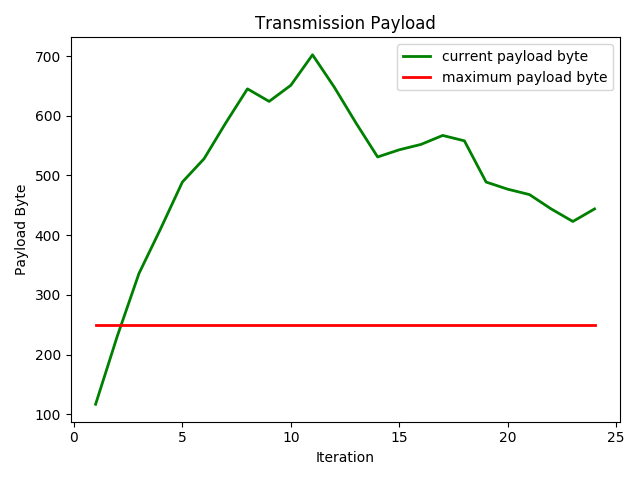 Transmission Payload
current payload byte
maximum payload byte
Payload Byte
700
600
500
400
300
200
100
0 5 10 15 20 25
Iteration